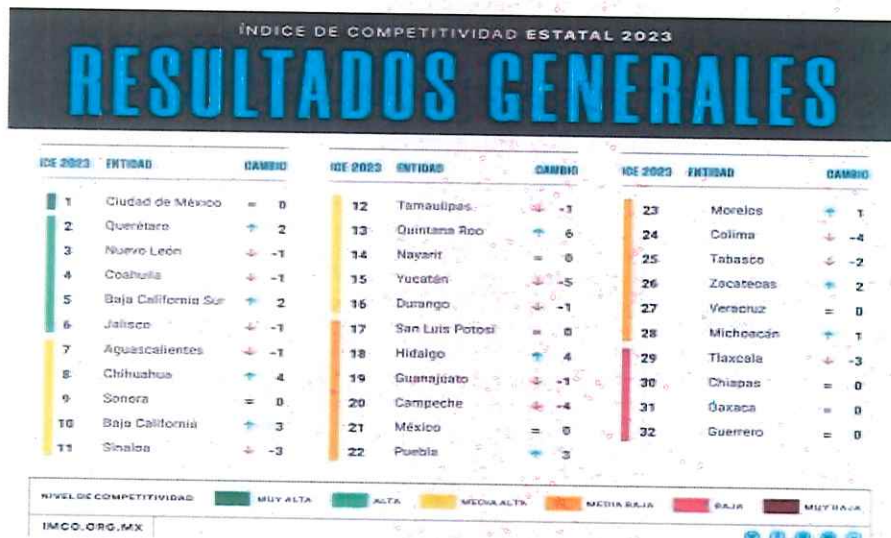 ÍNDICE DE COMPETITIVIDAD ESTATAL 2023
RESULTADOS GENERALES
ICE 2023 ENTIDAD CAMBIO
1 Ciudad de México = 0
2 Querétaro ↑ 2
3 Nuevo León ↓ -1
4 Coahuila ↓ -1
5 Baja California Sur ↑ 2
6 Jalisco ↓ -1
7 Aguascalientes ↓ -1
8 Chihuahua ↑ 4
9 Sonora = 0
10 Baja California ↑ 3
11 Sinaloa ↓ -3
ICE 2023 ENTIDAD CAMBIO
12 Tamaulipas ↓ -1
13 Quintana Roo ↑ 6
14 Nayarit = 0
15 Yucatán ↓ -5
16 Durango ↓ -1
17 San Luis Potosí = 0
18 Hidalgo ↑ 4
19 Guanajuato ↓ -1
20 Campeche ↓ -4
21 México = 0
22 Puebla ↑ 3
ICE 2023 ENTIDAD CAMBIO
23 Morelos ↑ 1
24 Colima ↓ -4
25 Tabasco ↓ -2
26 Zacatecas ↑ 2
27 Veracruz = 0
28 Michoacán ↑ 1
29 Tlaxcala ↓ -3
30 Chiapas = 0
31 Oaxaca = 0
32 Guerrero = 0
NIVEL DE COMPETITIVIDAD MUY ALTA ALTA MEDIA ALTA MEDIA BAJA BAJA MUY BAJA
IMCO.ORG.MX